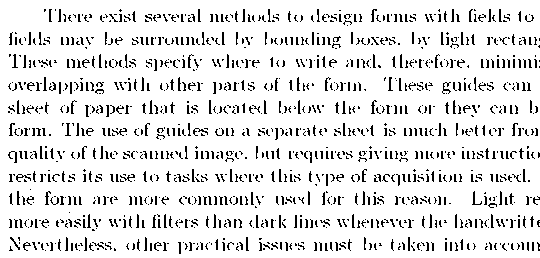 There exist several methods to design forms with fields to
fields may be surrounded by bounding boxes, by light rectang
These methods specify where to write and, therefore, minimi
overlapping with other parts of the form. These guides can
sheet of paper that is located below the form or they can b
form. The use of guides on a separate sheet is much better fro
quality of the scanned image, but requires giving more instructio
restricts its use to tasks where this type of acquisition is used.
the form are more commonly used for this reason. Light re
more easily with filters than dark lines whenever the handwritte
Nevertheless, other practical issues must be taken into accoun